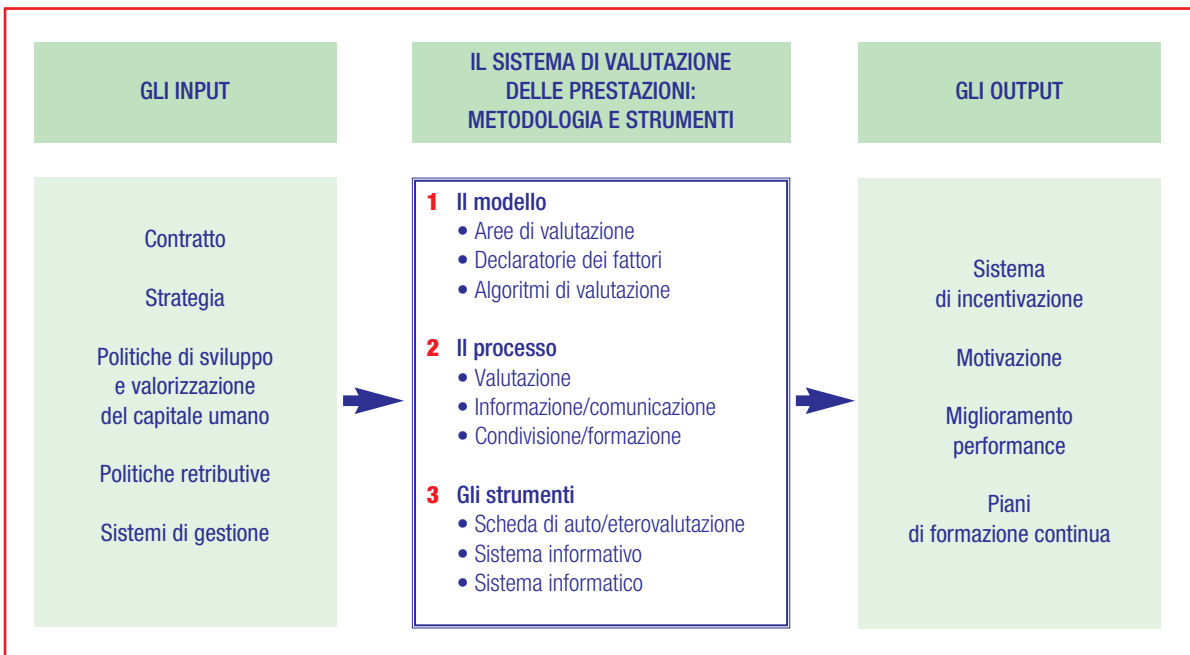 GLI INPUT
Contratto
Strategia
Politiche di sviluppo
e valorizzazione
del capitale umano
Politiche retributive
Sistemi di gestione
IL SISTEMA DI VALUTAZIONE
DELLE PRESTAZIONI:
METODOLOGIA E STRUMENTI
1 Il modello
• Aree di valutazione
• Declaratorie dei fattori
• Algoritmi di valutazione
2 Il processo
• Valutazione
• Informazione/comunicazione
• Condivisione/formazione
3 Gli strumenti
• Scheda di auto/eterovalutazione
• Sistema informativo
• Sistema informatico
GLI OUTPUT
Sistema
di incentivazione
Motivazione
Miglioramento
performance
Piani
di formazione continua